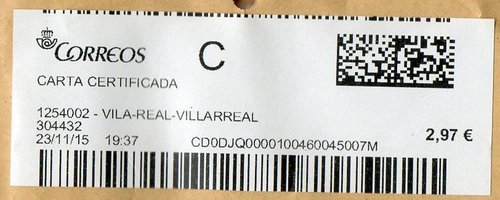 CORREOS
C
CARTA CERTIFICADA
1254002 - VILA-REAL-VILLARREAL
304432
23/11/15 19:37 CD0DJQ0000100460045007M
2,97 €